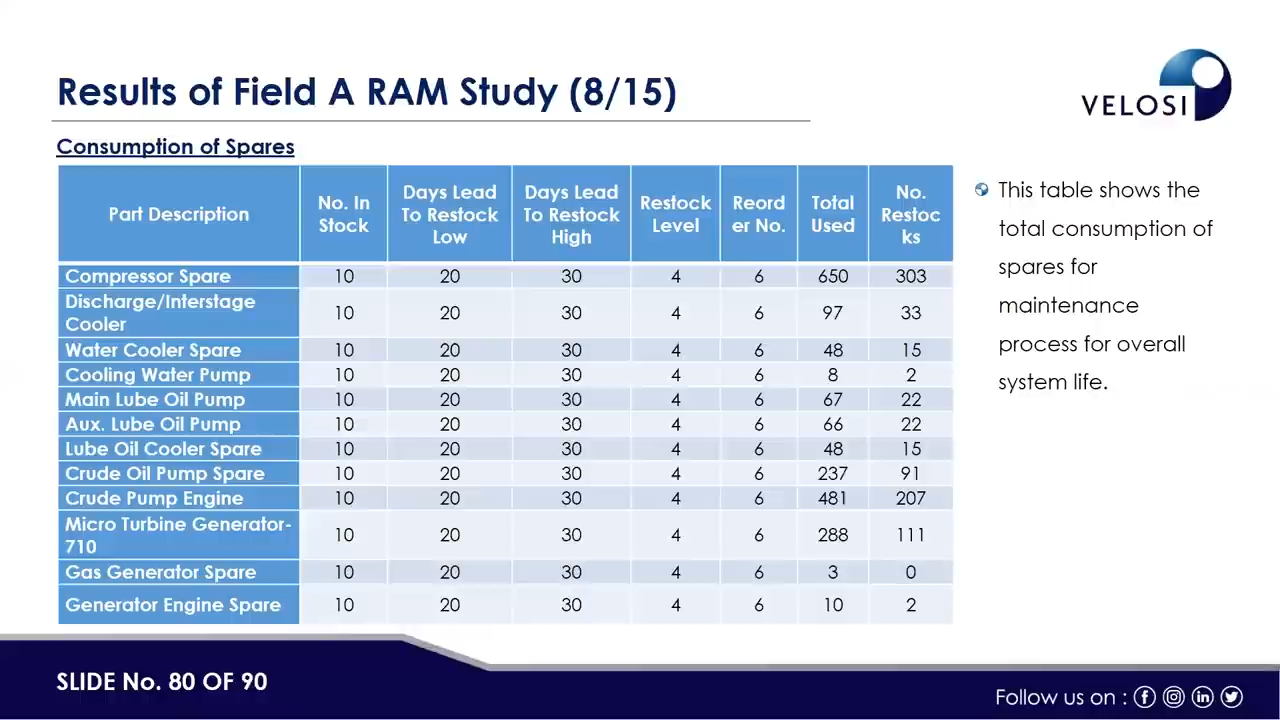 Results of Field A RAM Study (8/15)
VELOSI
Consumption of Spares
Part Description No. In Stock Days Lead To Restock Low Days Lead To Restock High Restock Level Reord er No. Total Used No. Restoc ks
Compressor Spare 10 20 30 4 6 650 303
Discharge/Interstage Cooler 10 20 30 4 6 97 33
Water Cooler Spare 10 20 30 4 6 48 15
Cooling Water Pump 10 20 30 4 6 8 2
Main Lube Oil Pump 10 20 30 4 6 67 22
Aux. Lube Oil Pump 10 20 30 4 6 66 22
Lube Oil Cooler Spare 10 20 30 4 6 48 15
Crude Oil Pump Spare 10 20 30 4 6 237 91
Crude Pump Engine 10 20 30 4 6 481 207
Micro Turbine Generator-710 10 20 30 4 6 288 111
Gas Generator Spare 10 20 30 4 6 3 0
Generator Engine Spare 10 20 30 4 6 10 2
This table shows the
total consumption of
spares for
maintenance
process for overall
system life.
SLIDE No. 80 OF 90
Follow us on :